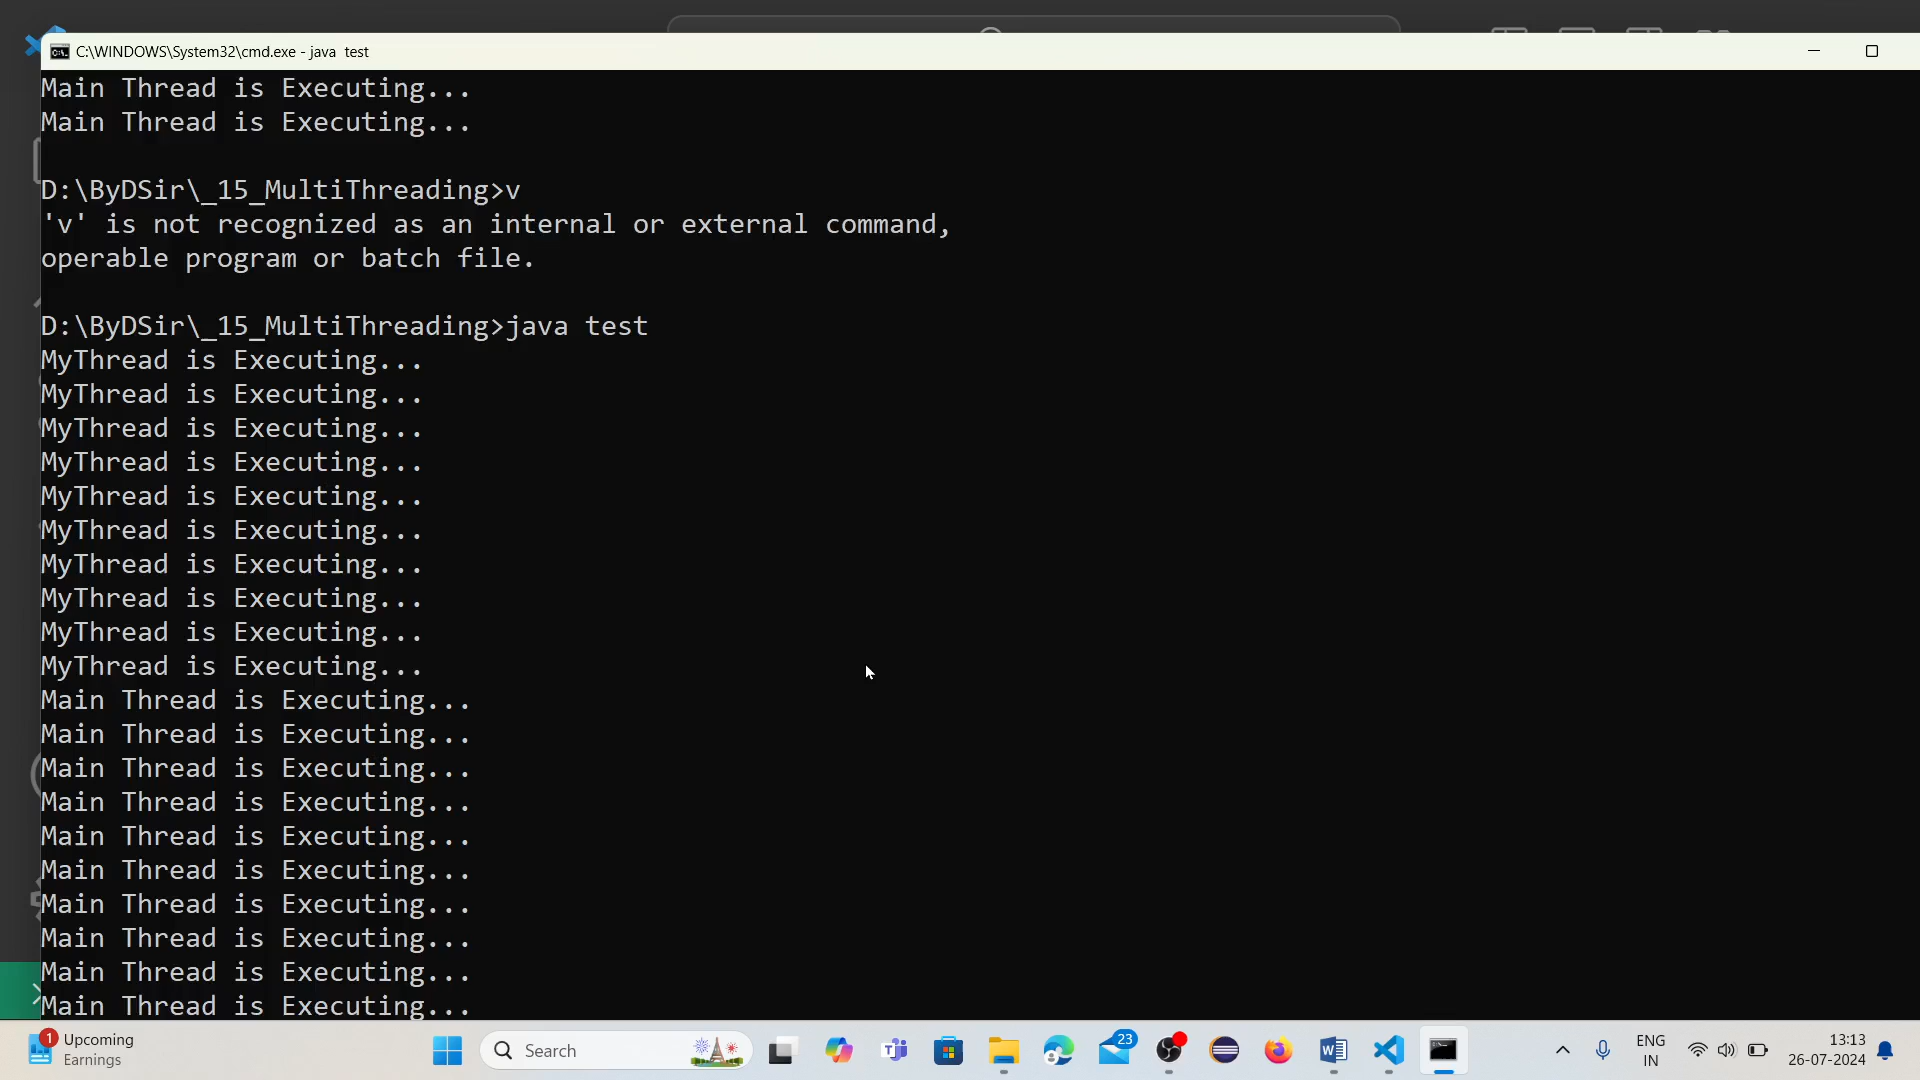 C:\WINDOWS\System32\cmd.exe - java  test
Main Thread is Executing...
Main Thread is Executing...
D:\ByDSir\_15_MultiThreading>v
'v' is not recognized as an internal or external command,
operable program or batch file.
D:\ByDSir\_15_MultiThreading>java test
MyThread is Executing...
MyThread is Executing...
MyThread is Executing...
MyThread is Executing...
MyThread is Executing...
MyThread is Executing...
MyThread is Executing...
MyThread is Executing...
MyThread is Executing...
MyThread is Executing...
Main Thread is Executing...
Main Thread is Executing...
Main Thread is Executing...
Main Thread is Executing...
Main Thread is Executing...
Main Thread is Executing...
Main Thread is Executing...
Main Thread is Executing...
Main Thread is Executing...
Main Thread is Executing...
1
Upcoming
Earnings
Search
23
ENG
IN
13:13
26-07-2024